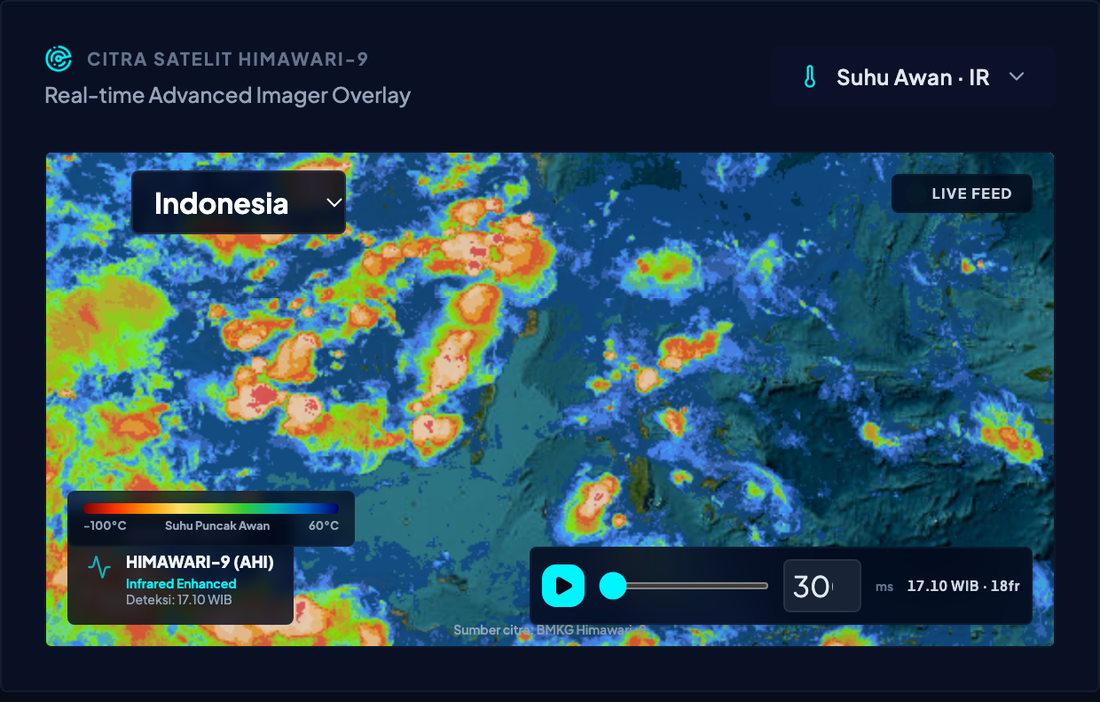 CITRA SATELIT HIMAWARI-9
Real-time Advanced Imager Overlay
Suhu Awan · IR
Indonesia
LIVE FEED
-100°C Suhu Puncak Awan 60°C
HIMAWARI-9 (AHI)
Infrared Enhanced
Deteksi: 17.10 WIB
30
ms
17.10 WIB · 18fr
Sumber citra: BMKG Himawari-9